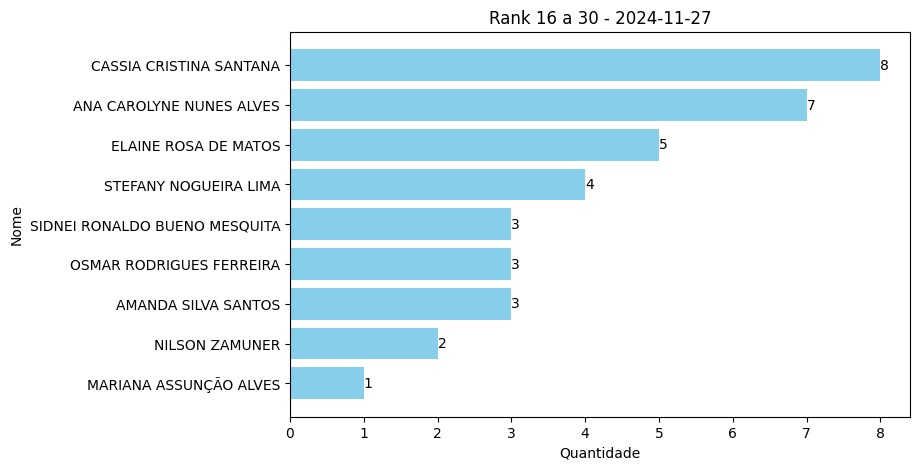 Rank 16 a 30 - 2024-11-27
Nome
CASSIA CRISTINA SANTANA 8
ANA CAROLYNE NUNES ALVES 7
ELAINE ROSA DE MATOS 5
STEFANY NOGUEIRA LIMA 4
SIDNEI RONALDO BUENO MESQUITA 3
OSMAR RODRIGUES FERREIRA 3
AMANDA SILVA SANTOS 3
NILSON ZAMUNER 2
MARIANA ASSUNÇÃO ALVES 1
0 1 2 3 4 5 6 7 8
Quantidade